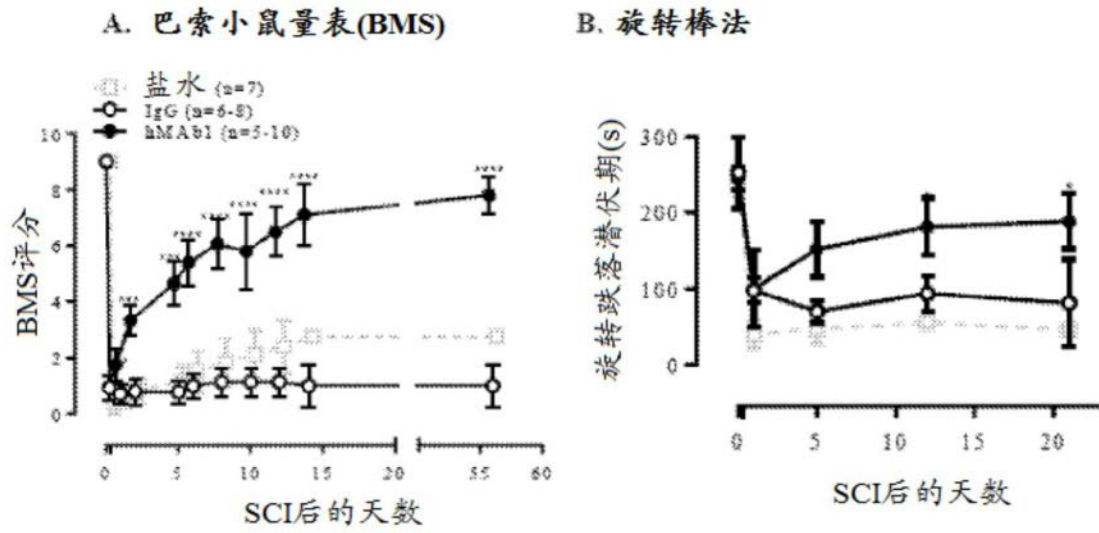 A. 巴索小鼠量表(BMS)
盐水 (n=7)
IgG (n=6-8)
hMAb1 (n=5-10)
BMS评分
10
8
6
4
2
0
0 5 10 15 20 55 60
SCI后的天数
B. 旋转棒法
旋转跌落潜伏期(s)
300
200
100
0
0 5 10 15 20
SCI后的天数